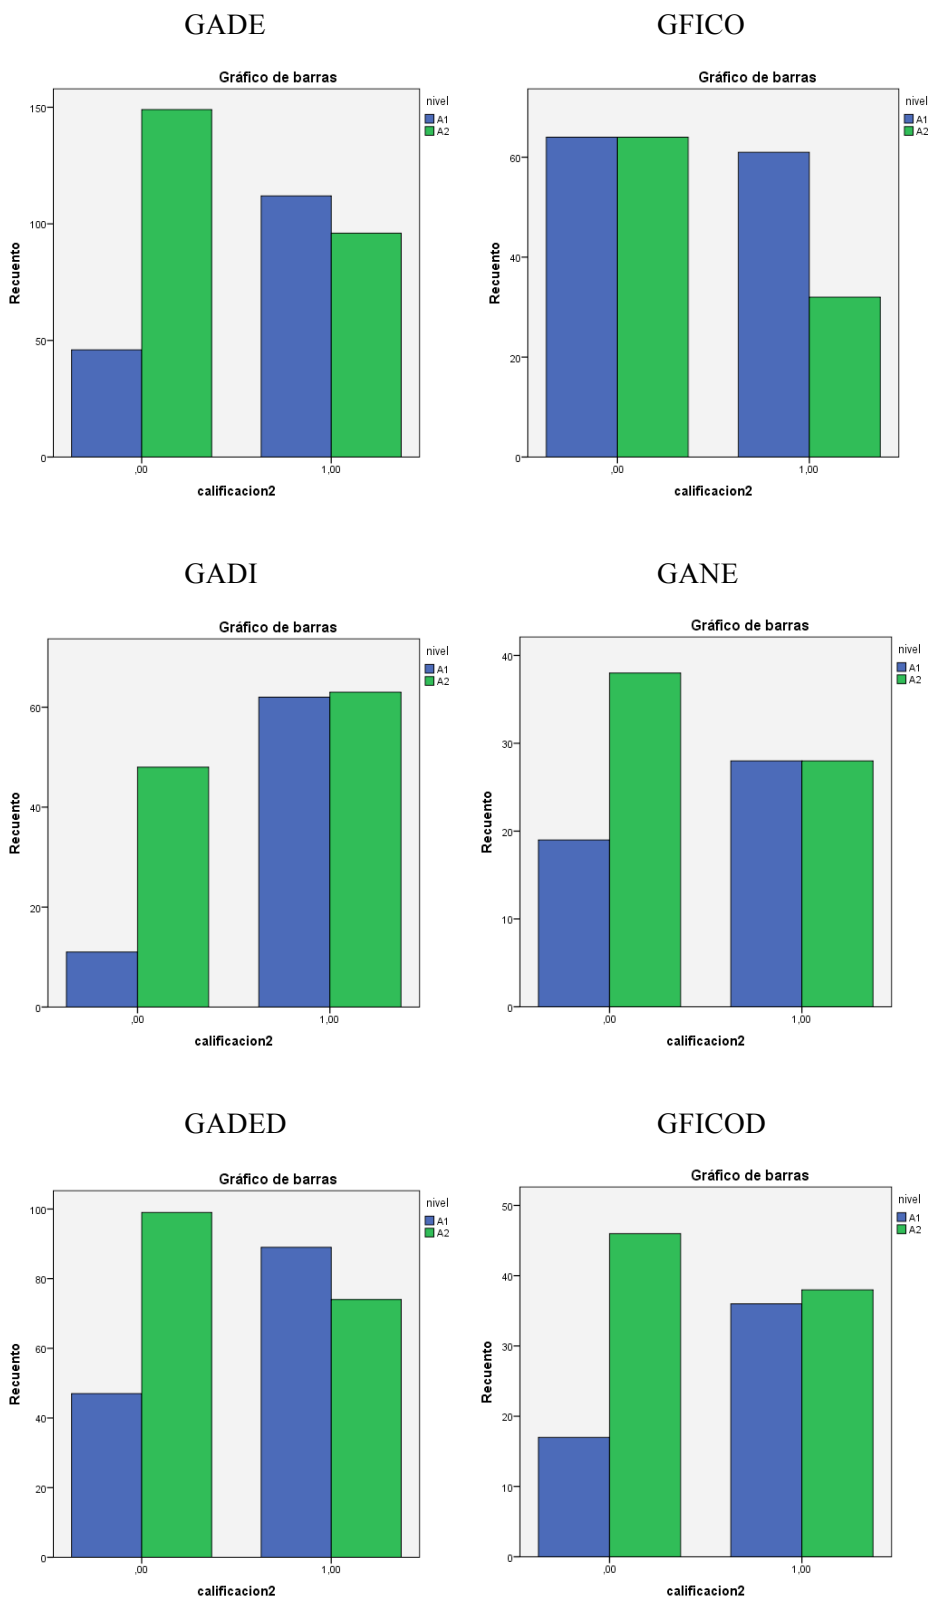 GADE
GFICO
Gráfico de barras
nivel
A1
A2
150
100
50
0
Recuento
,00
1,00
calificacion2
Gráfico de barras
nivel
A1
A2
60
40
20
0
Recuento
,00
1,00
calificacion2
GADI
GANE
Gráfico de barras
nivel
A1
A2
60
40
20
0
Recuento
,00
1,00
calificacion2
Gráfico de barras
nivel
A1
A2
40
30
20
10
0
Recuento
,00
1,00
calificacion2
GADED
GFICOD
Gráfico de barras
nivel
A1
A2
100
80
60
40
20
0
Recuento
,00
1,00
calificacion2
Gráfico de barras
nivel
A1
A2
50
40
30
20
10
0
Recuento
,00
1,00
calificacion2